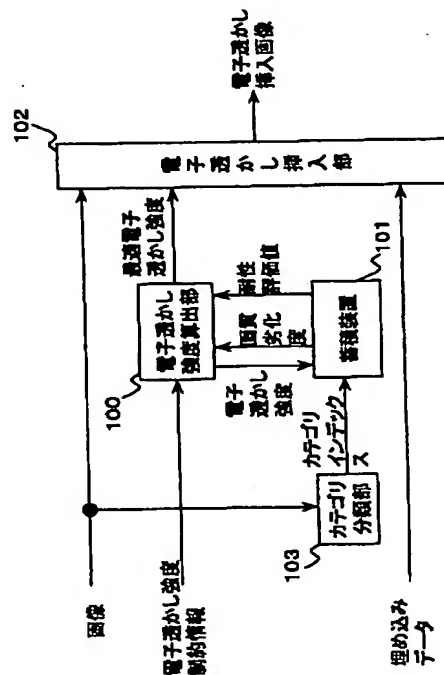 画像
電子透かし強度
制約情報
埋め込み
データ
100
電子透かし
強度算出部
最適電子
透かし強度
102
電子透かし挿入部
電子透かし
挿入画像
電子
透かし
強度
画質
劣化
度
耐性
評価値
101
蓄積装置
103
カテゴリ
分類部
カテゴリ
インデック
ス